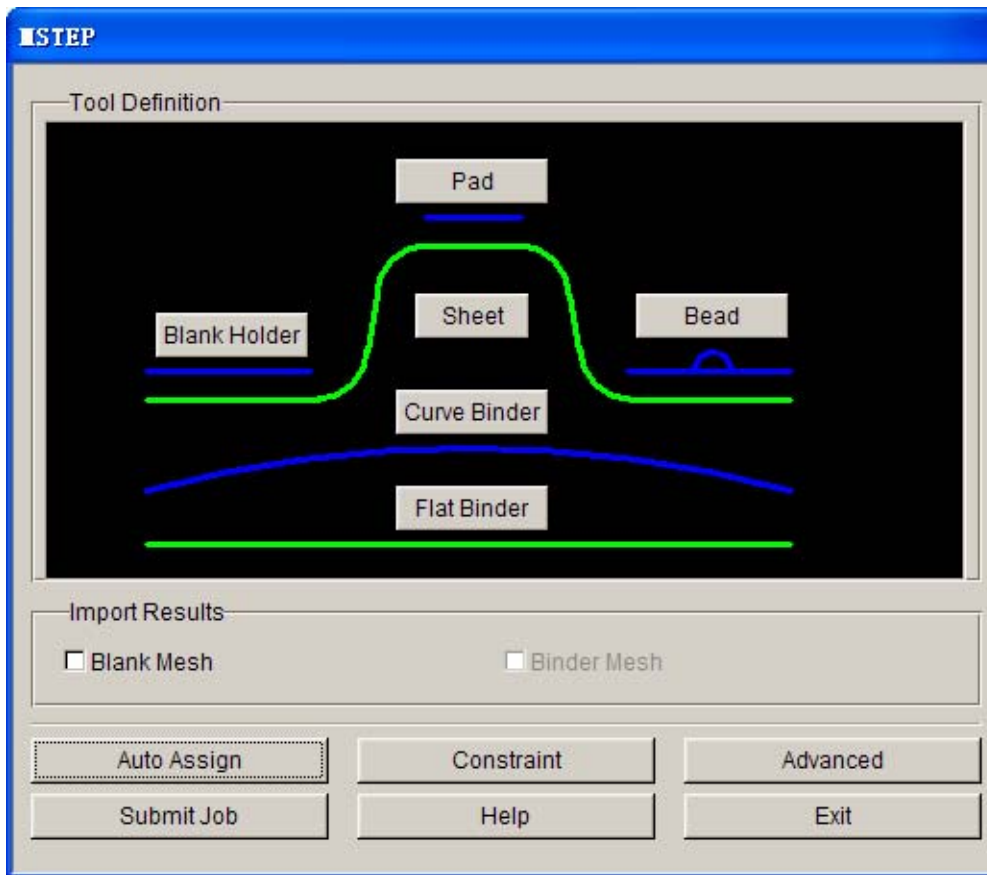 MSTEP
Tool Definition
Pad
Sheet
Bead
Blank Holder
Curve Binder
Flat Binder
Import Results
Blank Mesh
Binder Mesh
Auto Assign
Constraint
Advanced
Submit Job
Help
Exit